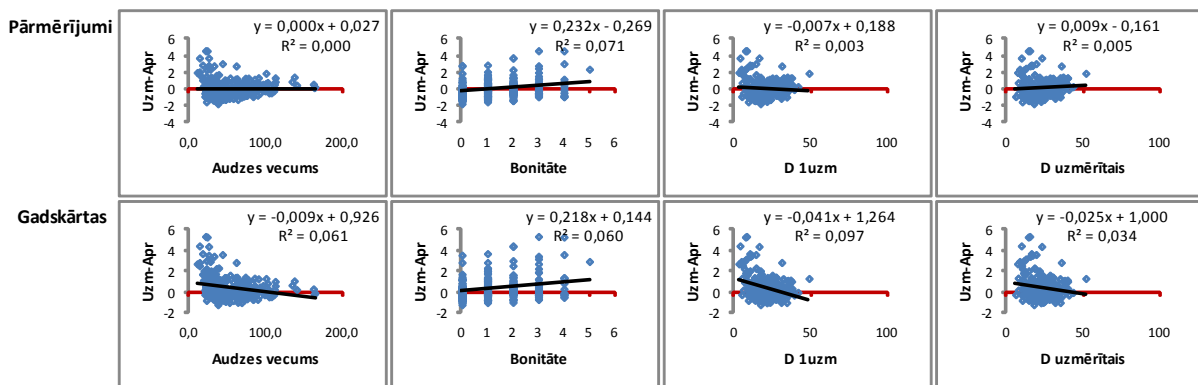 Pārmērījumi
y = 0,000x + 0,027
R² = 0,000
Uzm-Apr
6
4
2
0
-2
-4
0,0 100,0 200,0
Audzes vecums
y = 0,232x - 0,269
R² = 0,071
Uzm-Apr
6
4
2
0
-2
-4
0 1 2 3 4 5 6
Bonitāte
y = -0,007x + 0,188
R² = 0,003
Uzm-Apr
6
4
2
0
-2
-4
0 50 100
D 1uzm
y = 0,009x - 0,161
R² = 0,005
Uzm-Apr
6
4
2
0
-2
-4
0 50 100
D uzmērītais
Gadskārtas
y = -0,009x + 0,926
R² = 0,061
Uzm-Apr
6
4
2
0
-2
0,0 100,0 200,0
Audzes vecums
y = 0,218x + 0,144
R² = 0,060
Uzm-Apr
6
4
2
0
-2
0 1 2 3 4 5 6
Bonitāte
y = -0,041x + 1,264
R² = 0,097
Uzm-Apr
6
4
2
0
-2
0 50 100
D 1uzm
y = -0,025x + 1,000
R² = 0,034
Uzm-Apr
6
4
2
0
-2
0 50 100
D uzmērītais